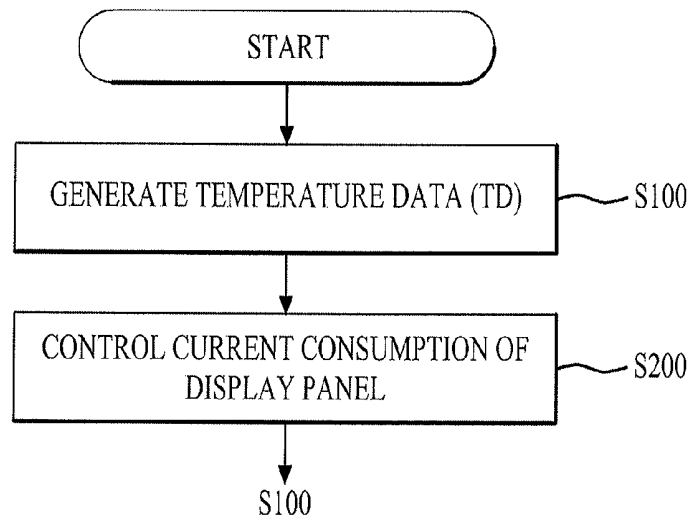 START
GENERATE TEMPERATURE DATA (TD)
S100
CONTROL CURRENT CONSUMPTION OF
DISPLAY PANEL
S200
S100